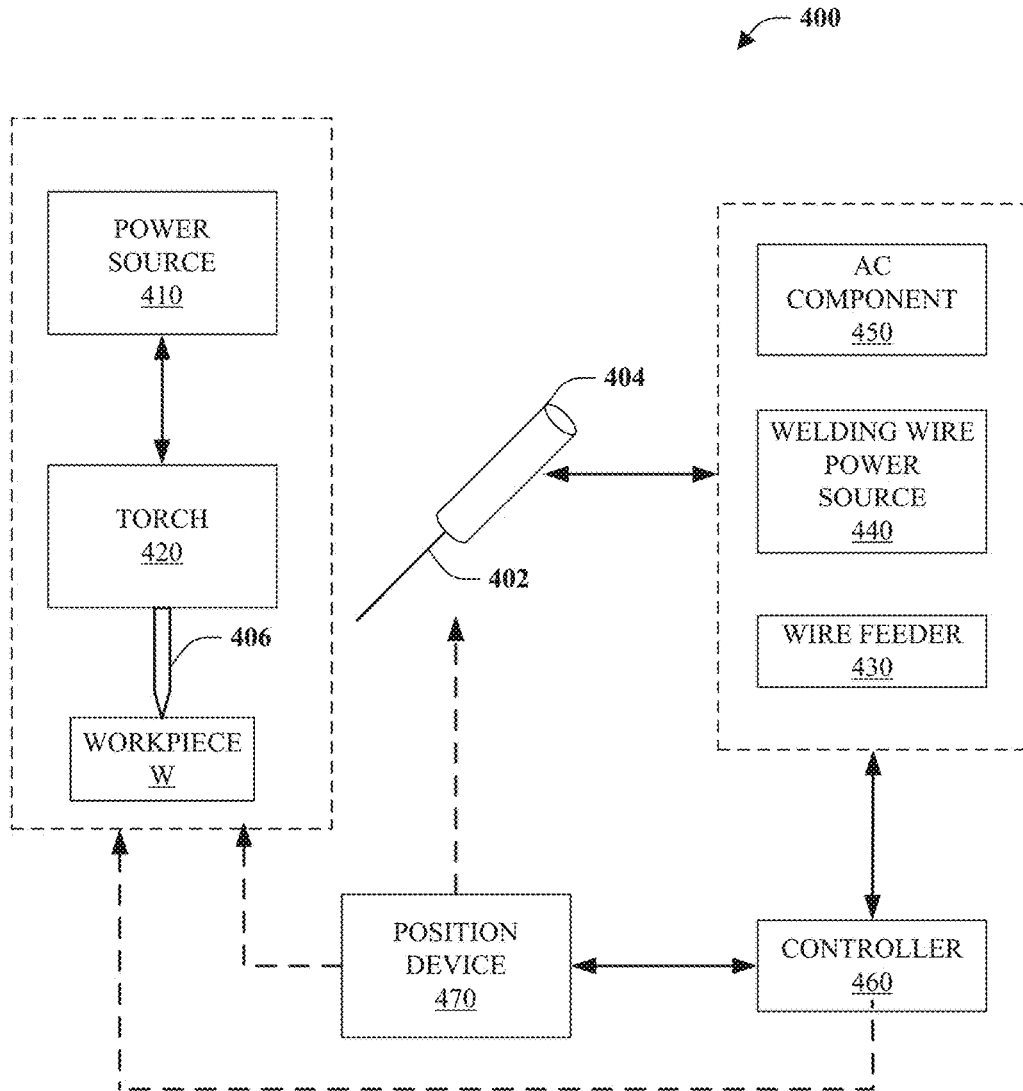 400
POWER
SOURCE
410
TORCH
420
406
WORKPIECE
W
404
402
AC
COMPONENT
450
WELDING WIRE
POWER
SOURCE
440
WIRE FEEDER
430
POSITION
DEVICE
470
CONTROLLER
460